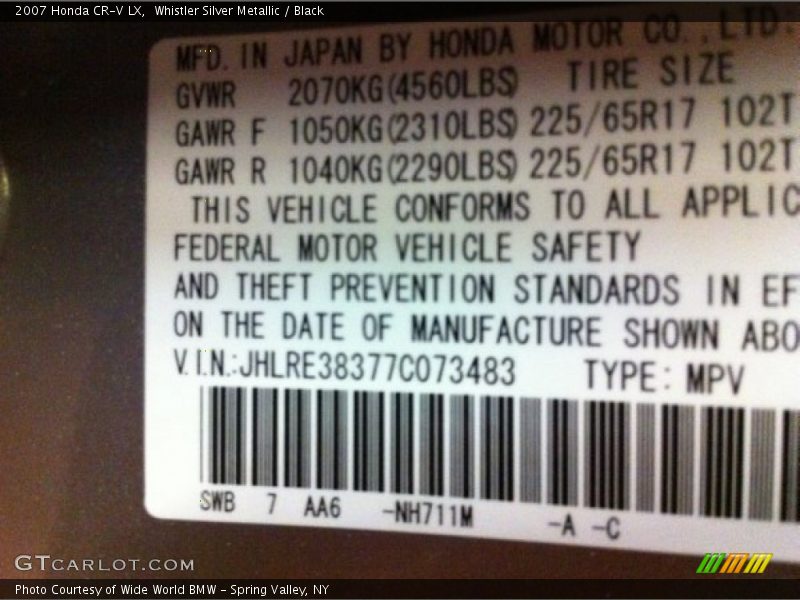 2007 Honda CR-V LX,  Whistler Silver Metallic / Black
MFD. IN JAPAN BY HONDA MOTOR CO., LTD.
GVWR 2070KG(4560LBS) TIRE SIZE
GAWR F 1050KG(2310LBS) 225/65R17 102T
GAWR R 1040KG(2290LBS) 225/65R17 102T
THIS VEHICLE CONFORMS TO ALL APPLIC
FEDERAL MOTOR VEHICLE SAFETY
AND THEFT PREVENTION STANDARDS IN EF
ON THE DATE OF MANUFACTURE SHOWN ABO
V.I.N.:JHLRE38377C073483 TYPE: MPV
SWB 7 AA6 -NH711M -A -C
GTCARLOT.COM
Photo Courtesy of Wide World BMW - Spring Valley, NY